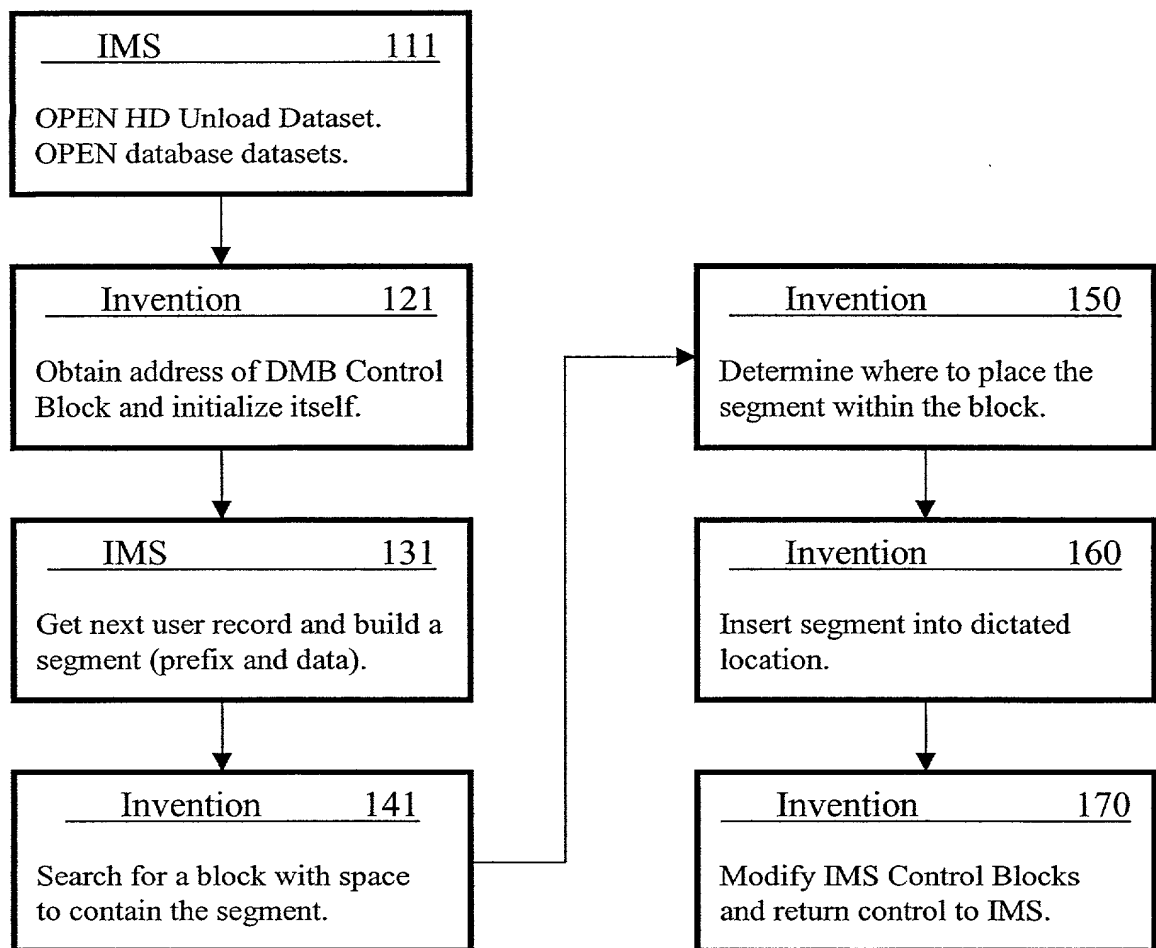 IMS 111
OPEN HD Unload Dataset.
OPEN database datasets.
Invention 121
Obtain address of DMB Control
Block and initialize itself.
IMS 131
Get next user record and build a
segment (prefix and data).
Invention 141
Search for a block with space
to contain the segment.
Invention 150
Determine where to place the
segment within the block.
Invention 160
Insert segment into dictated
location.
Invention 170
Modify IMS Control Blocks
and return control to IMS.